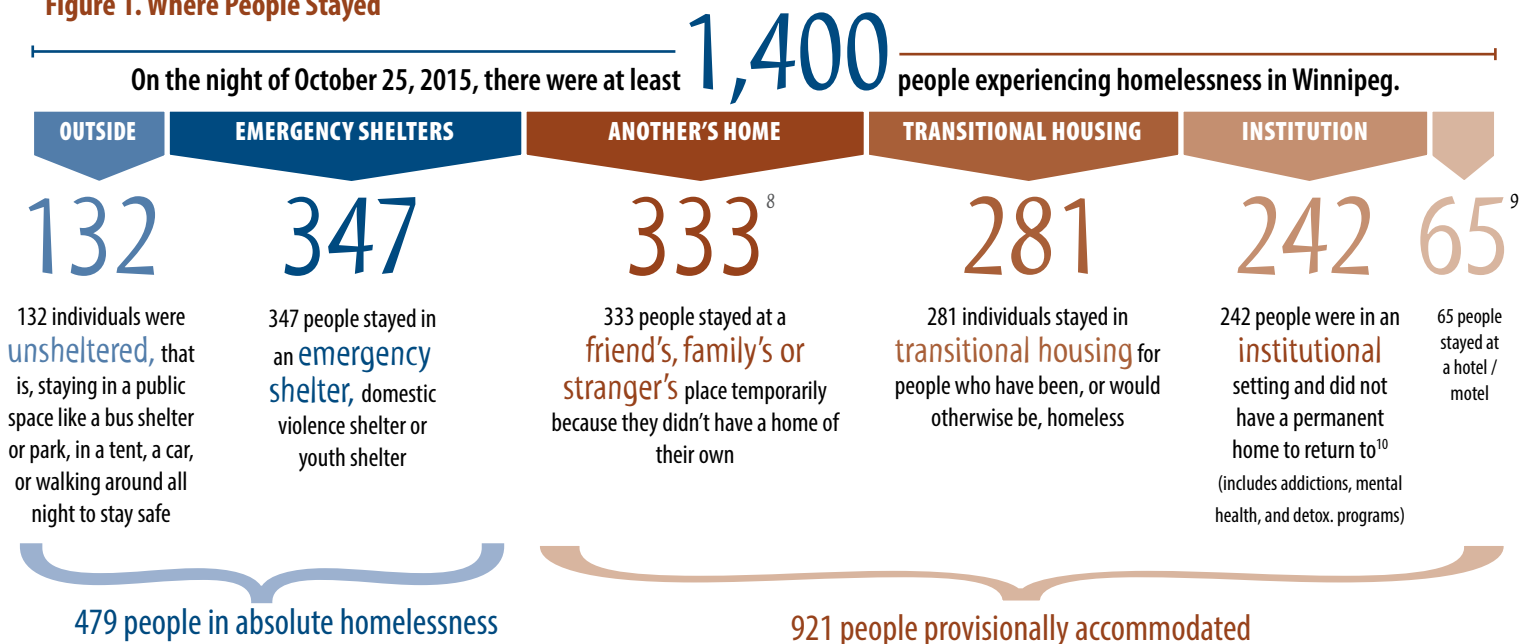 Figure 1. Where People Stayed
On the night of October 25, 2015, there were at least 1,400 people experiencing homelessness in Winnipeg.
OUTSIDE
132
132 individuals were
unsheltered, that
is, staying in a public
space like a bus shelter
or park, in a tent, a car,
or walking around all
night to stay safe
EMERGENCY SHELTERS
347
347 people stayed in
an emergency
shelter, domestic
violence shelter or
youth shelter
ANOTHER'S HOME
333 8
333 people stayed at a
friend's, family's or
stranger's place temporarily
because they didn't have a home of
their own
TRANSITIONAL HOUSING
281
281 individuals stayed in
transitional housing for
people who have been, or would
otherwise be, homeless
INSTITUTION
242
242 people were in an
institutional
setting and did not
have a permanent
home to return to10
(includes addictions, mental
health, and detox. programs)
65 9
65 people
stayed at
a hotel /
motel
479 people in absolute homelessness
921 people provisionally accommodated